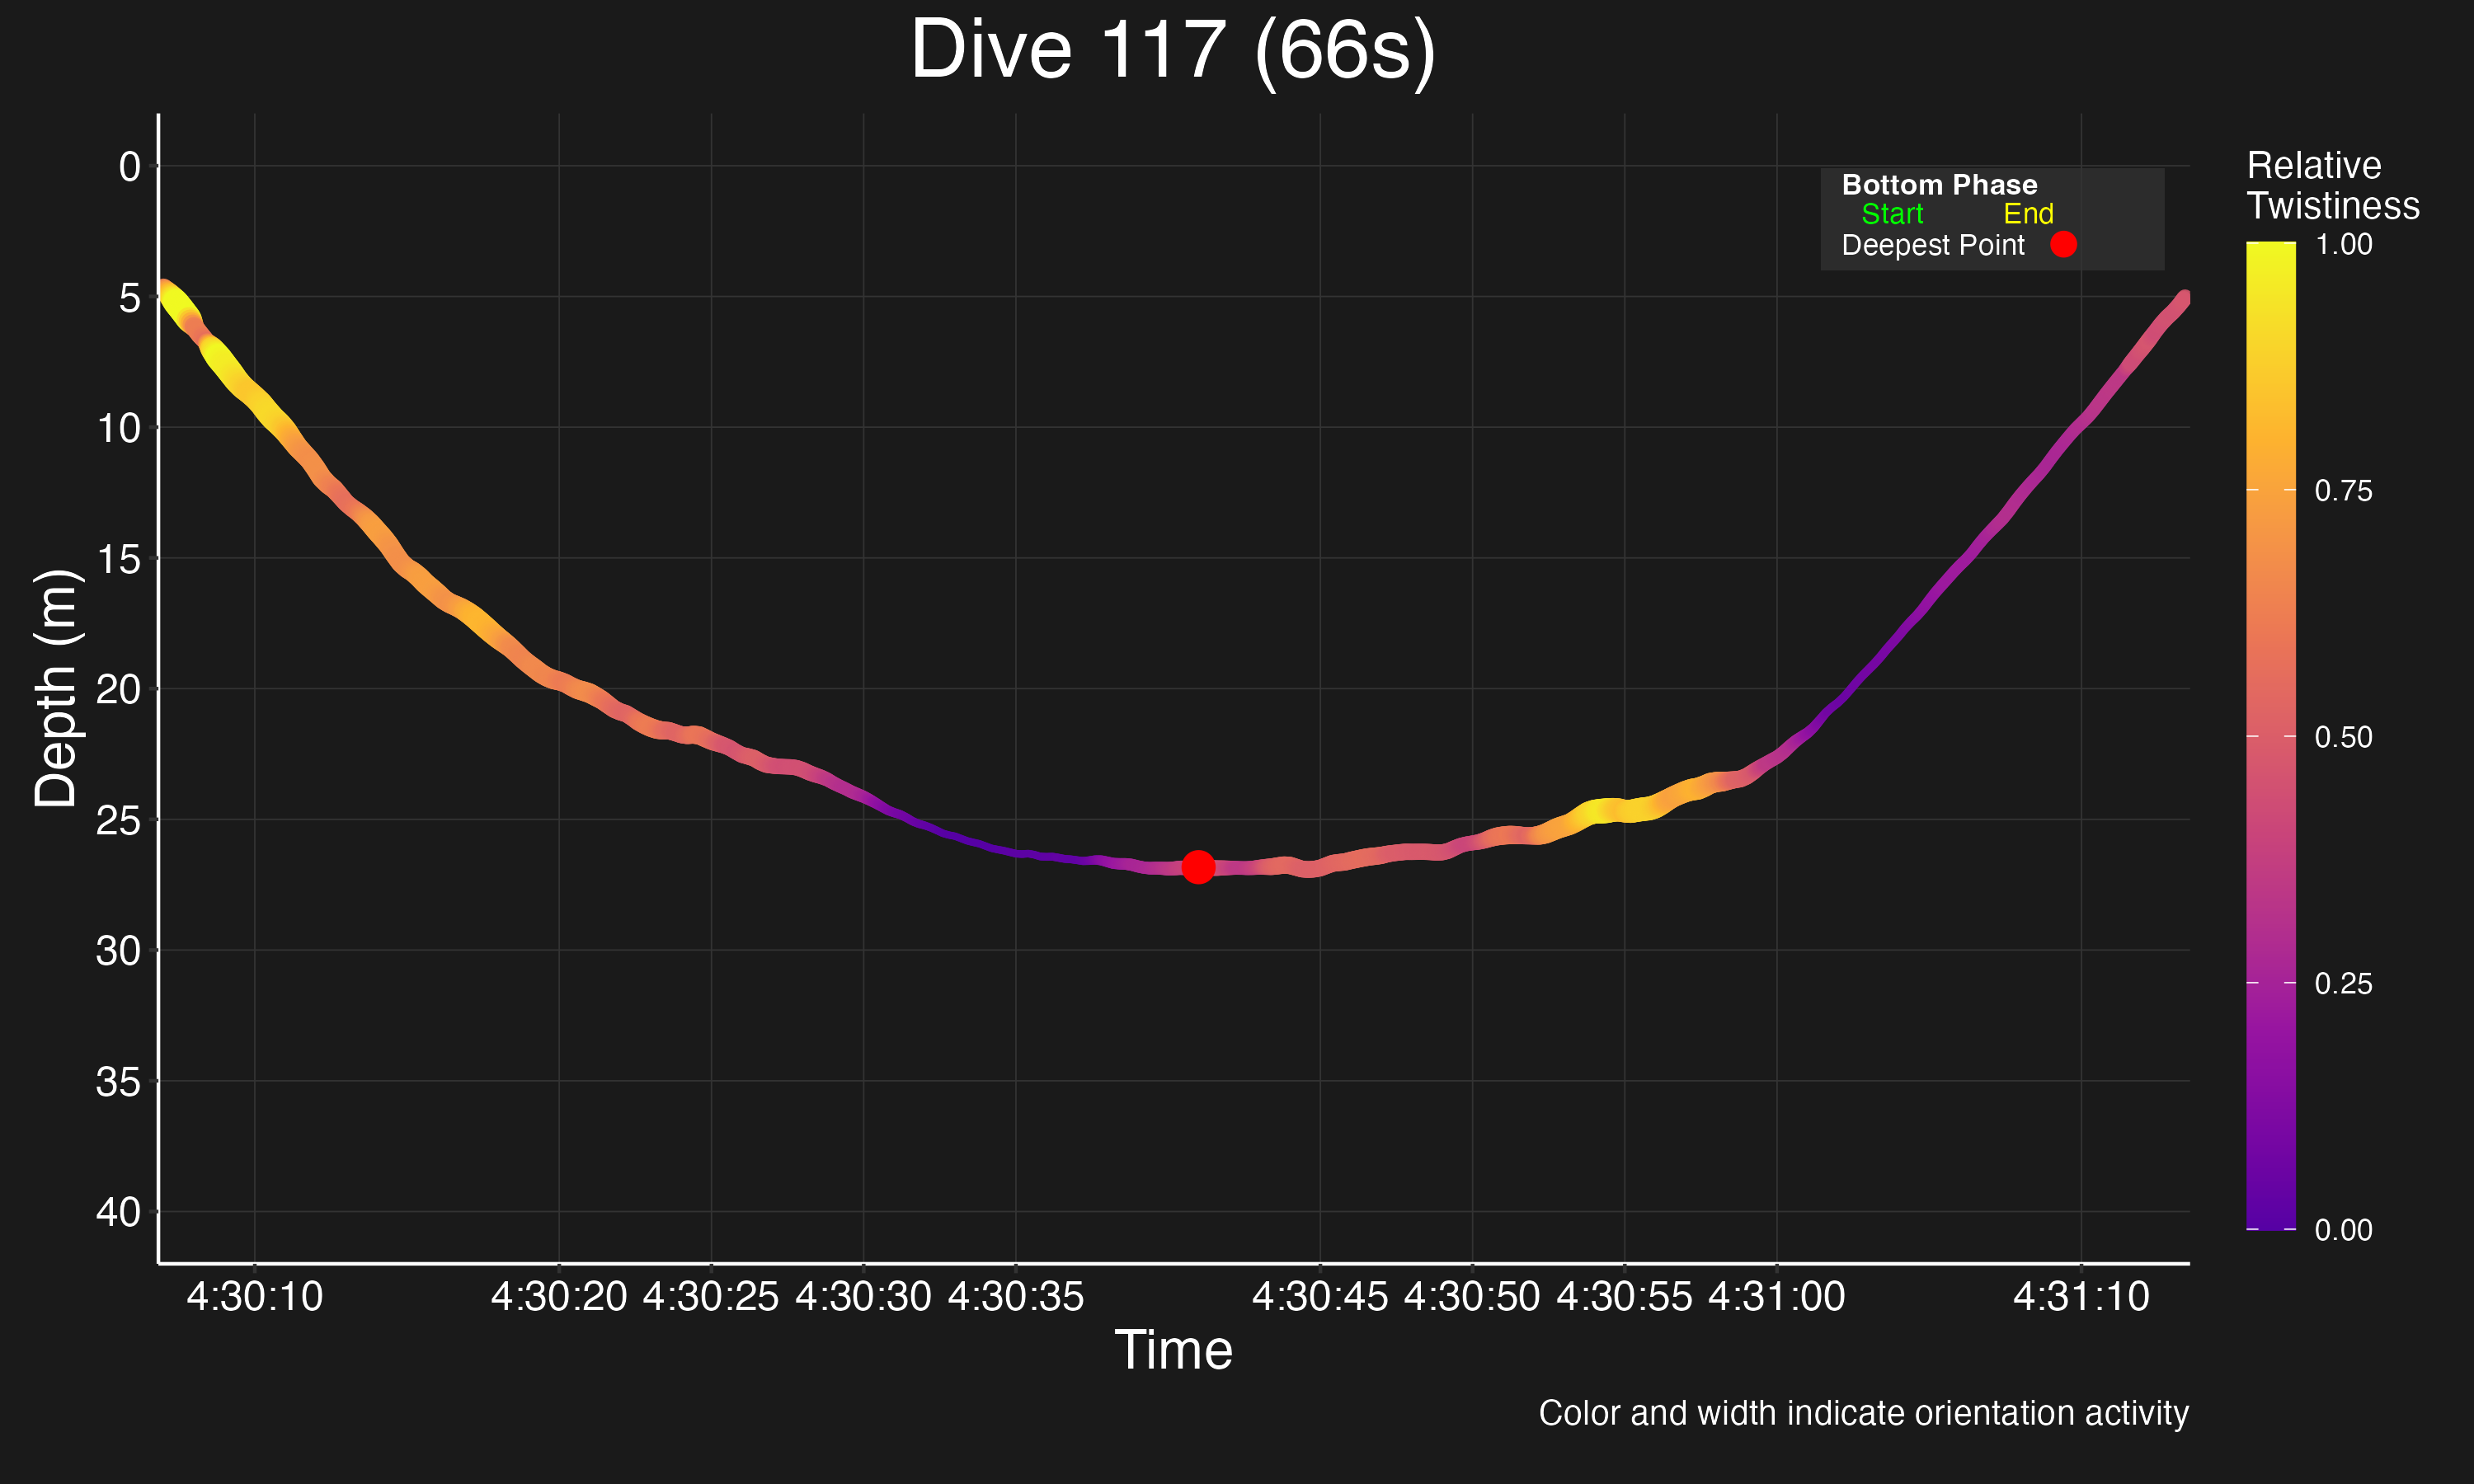 Dive 117 (66s)
Depth (m)
0
5
10
15
20
25
30
35
40
Bottom Phase
Start End
Deepest Point
Relative
Twistiness
1.00
0.75
0.50
0.25
0.00
4:30:10 4:30:20 4:30:25 4:30:30 4:30:35 4:30:45 4:30:50 4:30:55 4:31:00 4:31:10
Time
Color and width indicate orientation activity